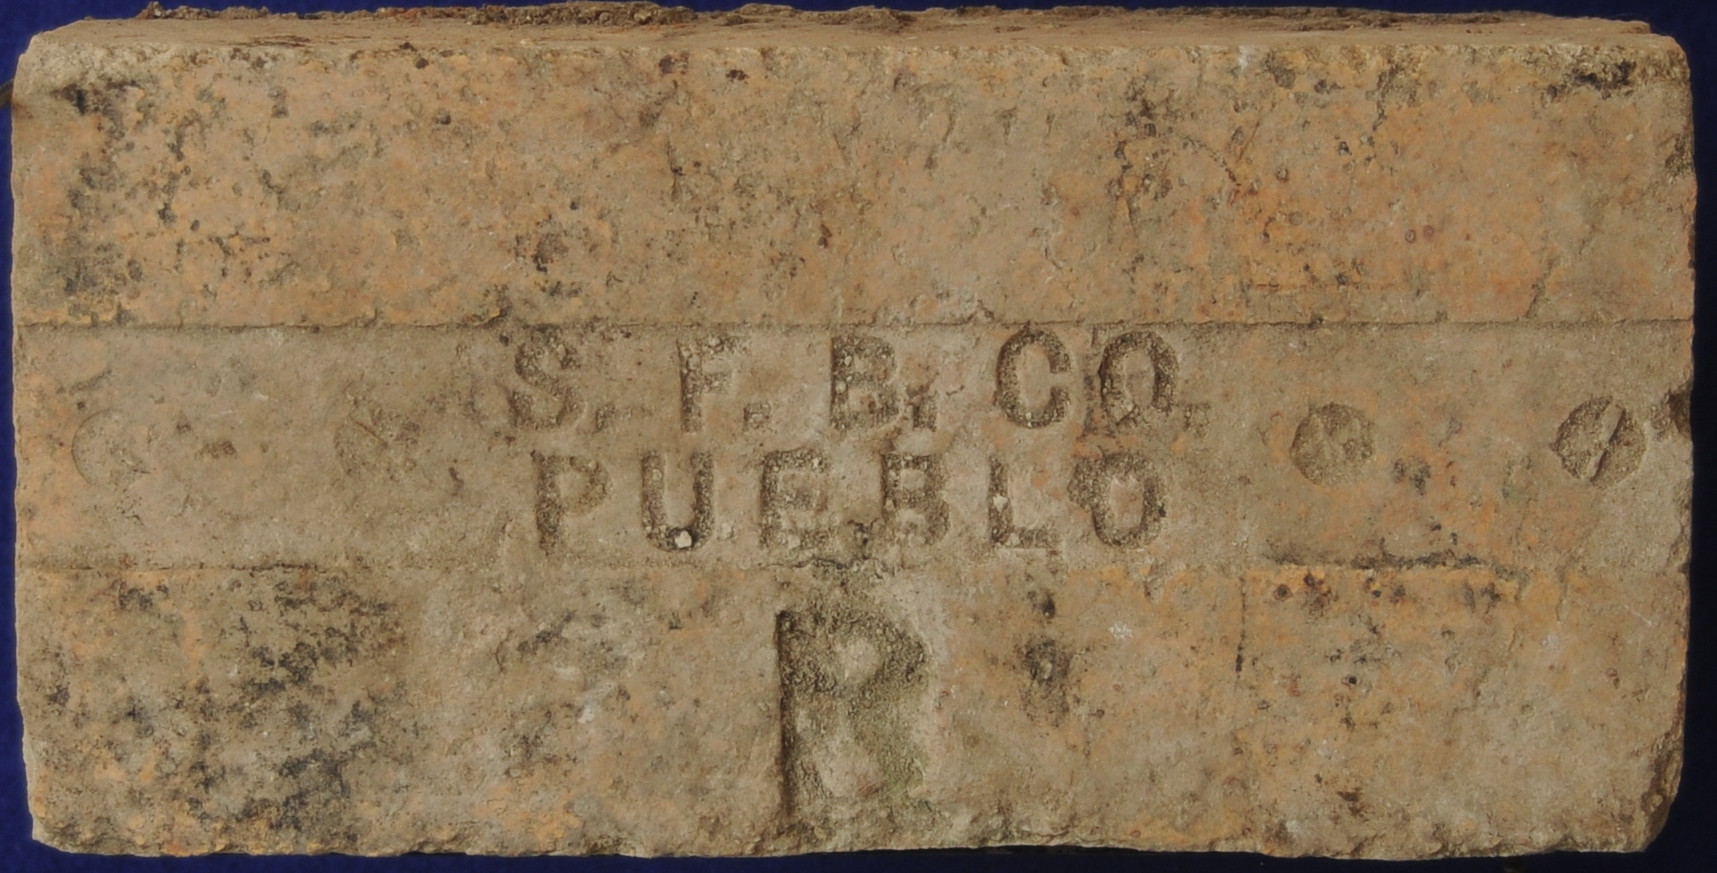 S. F. B. CO.
PUEBLO
P